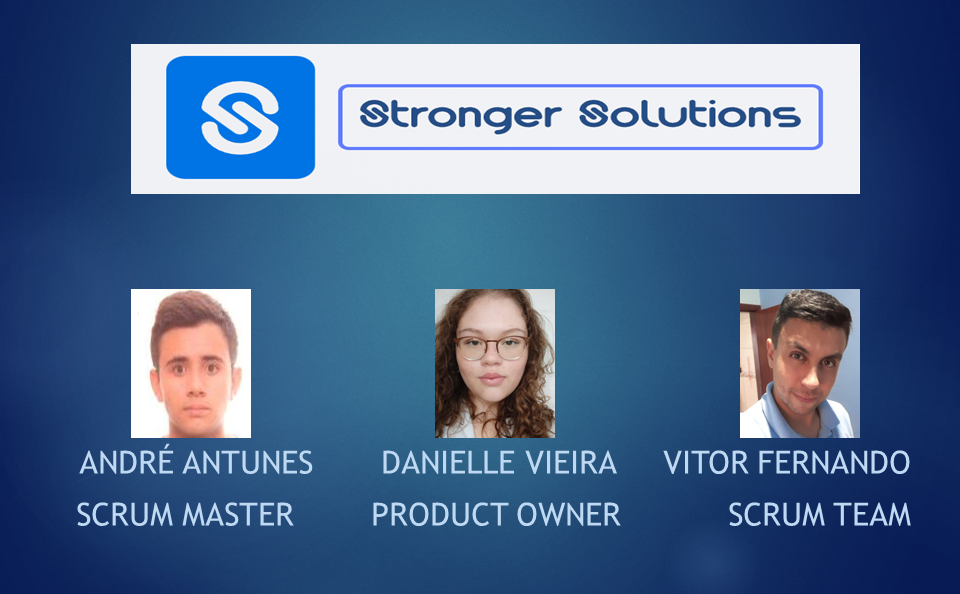 Stronger Solutions
ANDRÉ ANTUNES DANIELLE VIEIRA VITOR FERNANDO
SCRUM MASTER PRODUCT OWNER SCRUM TEAM